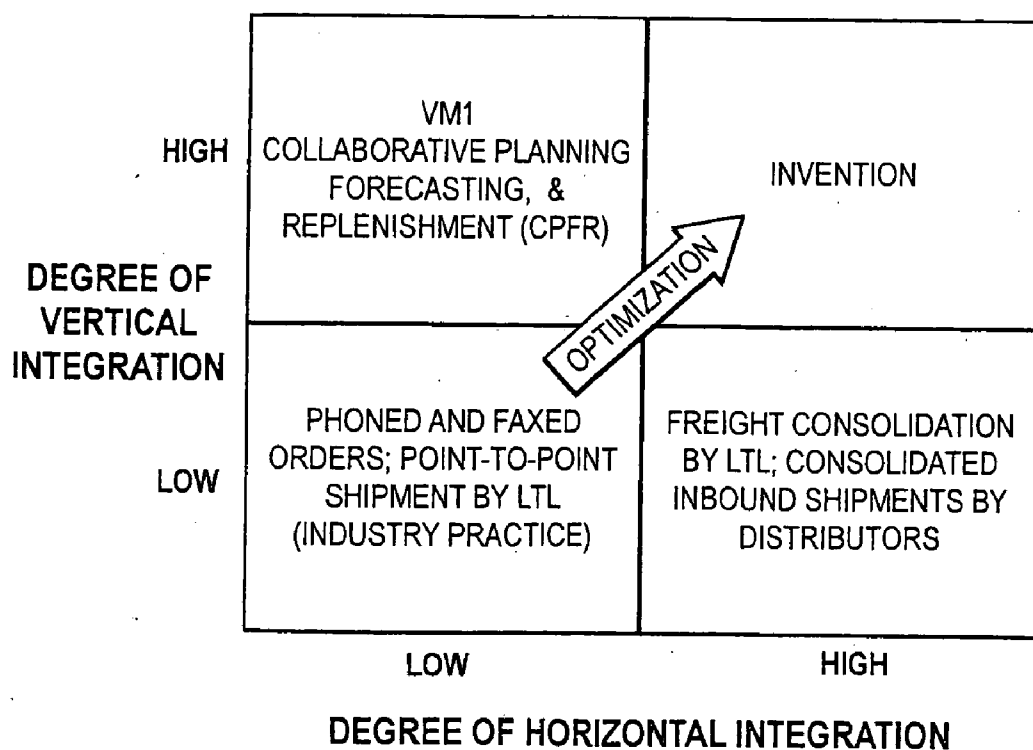 VM1
COLLABORATIVE PLANNING
FORECASTING, &
REPLENISHMENT (CPFR)
HIGH
INVENTION
OPTIMIZATION
DEGREE OF
VERTICAL
INTEGRATION
PHONED AND FAXED
ORDERS; POINT-TO-POINT
SHIPMENT BY LTL
(INDUSTRY PRACTICE)
LOW
FREIGHT CONSOLIDATION
BY LTL; CONSOLIDATED
INBOUND SHIPMENTS BY
DISTRIBUTORS
LOW
HIGH
DEGREE OF HORIZONTAL INTEGRATION